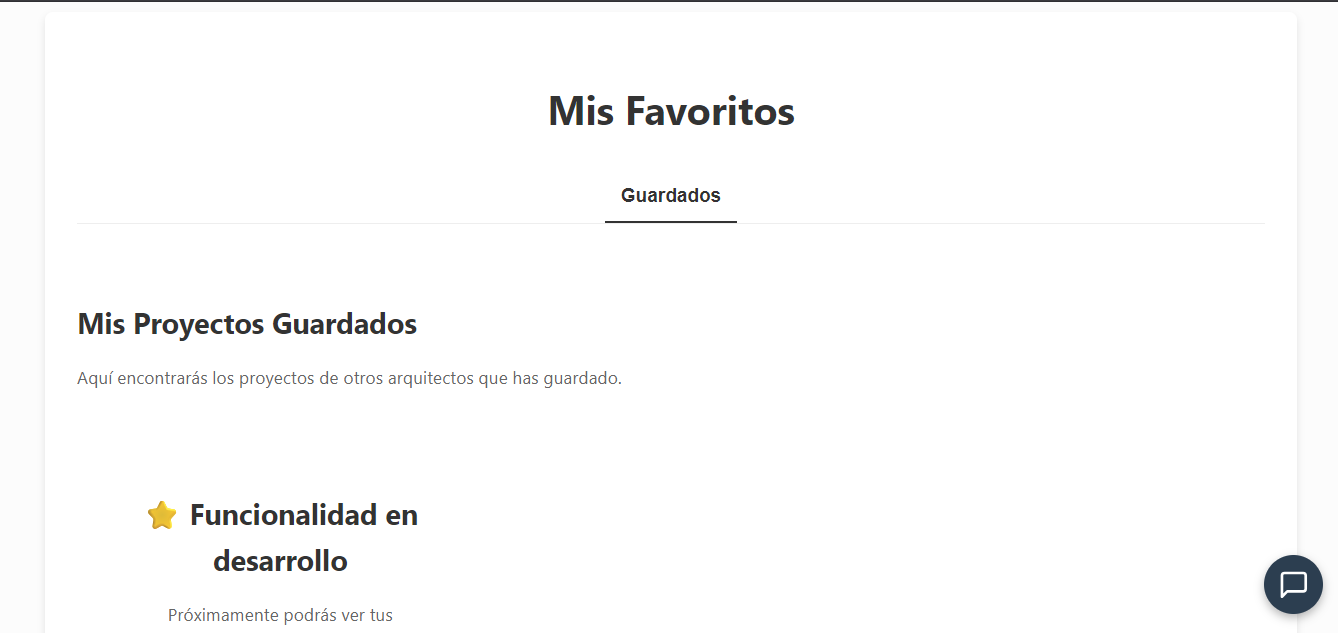 Mis Favoritos
Guardados
Mis Proyectos Guardados
Aquí encontrarás los proyectos de otros arquitectos que has guardado.
Funcionalidad en
desarrollo
Próximamente podrás ver tus